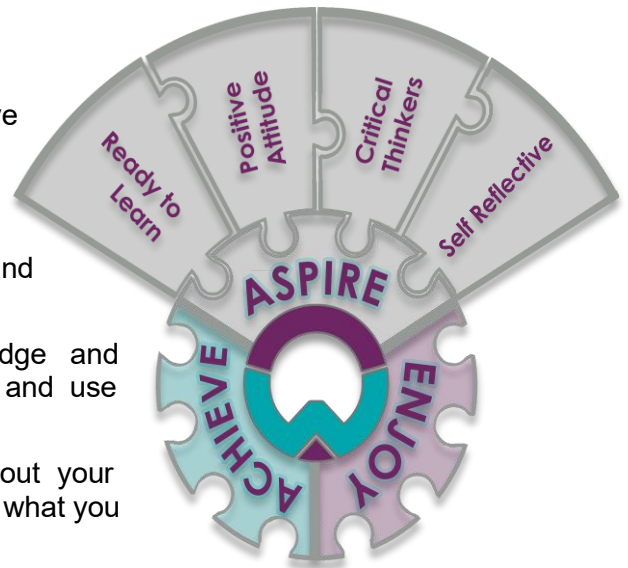 ve
nd
dge and
and use
out your
what you
Ready to
Learn
Positive
Attitude
Critical
Thinkers
Self Reflective
ASPIRE
ACHIEVE
ENJOY